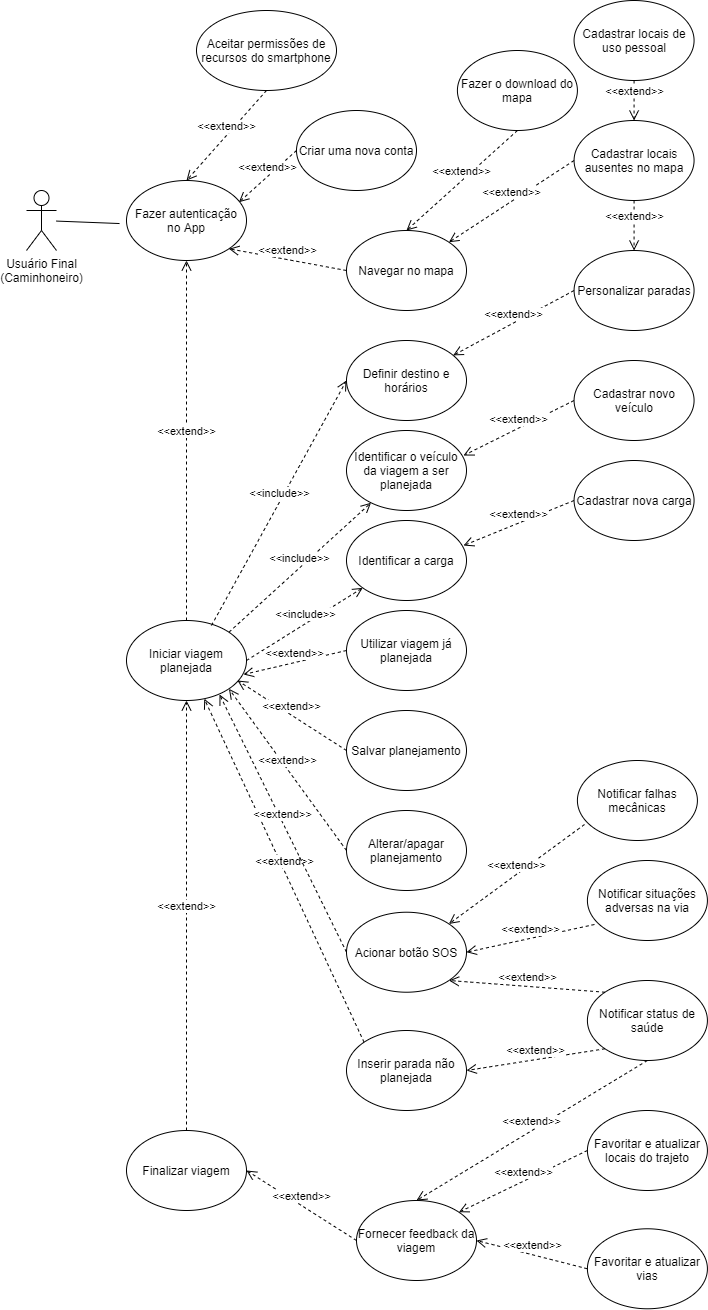 Aceitar permissões de
recursos do smartphone
Cadastrar locais de
uso pessoal
Fazer o download do
mapa
<<extend>>
<<extend>>
Criar uma nova conta
Cadastrar locais
ausentes no mapa
<<extend>>
<<extend>>
<<extend>>
Fazer autenticação
no App
<<extend>>
<<extend>>
Usuário Final
(Caminhoneiro)
Navegar no mapa
Personalizar paradas
<<extend>>
Definir destino e
horários
Cadastrar novo
veículo
<<extend>>
<<extend>>
Identificar o veículo
da viagem a ser
planejada
<<include>>
Cadastrar nova carga
<<extend>>
<<include>>
Identificar a carga
<<include>>
Iniciar viagem
planejada
<<extend>>
Utilizar viagem já
planejada
<<extend>>
Salvar planejamento
<<extend>>
Notificar falhas
mecânicas
<<extend>>
Alterar/apagar
planejamento
<<extend>>
<<extend>>
Notificar situações
adversas na via
<<extend>>
<<extend>>
Acionar botão SOS
<<extend>>
Notificar status de
saúde
<<extend>>
Inserir parada não
planejada
<<extend>>
Favoritar e atualizar
locais do trajeto
Finalizar viagem
<<extend>>
<<extend>>
Fornecer feedback da
viagem
<<extend>>
Favoritar e atualizar
vias